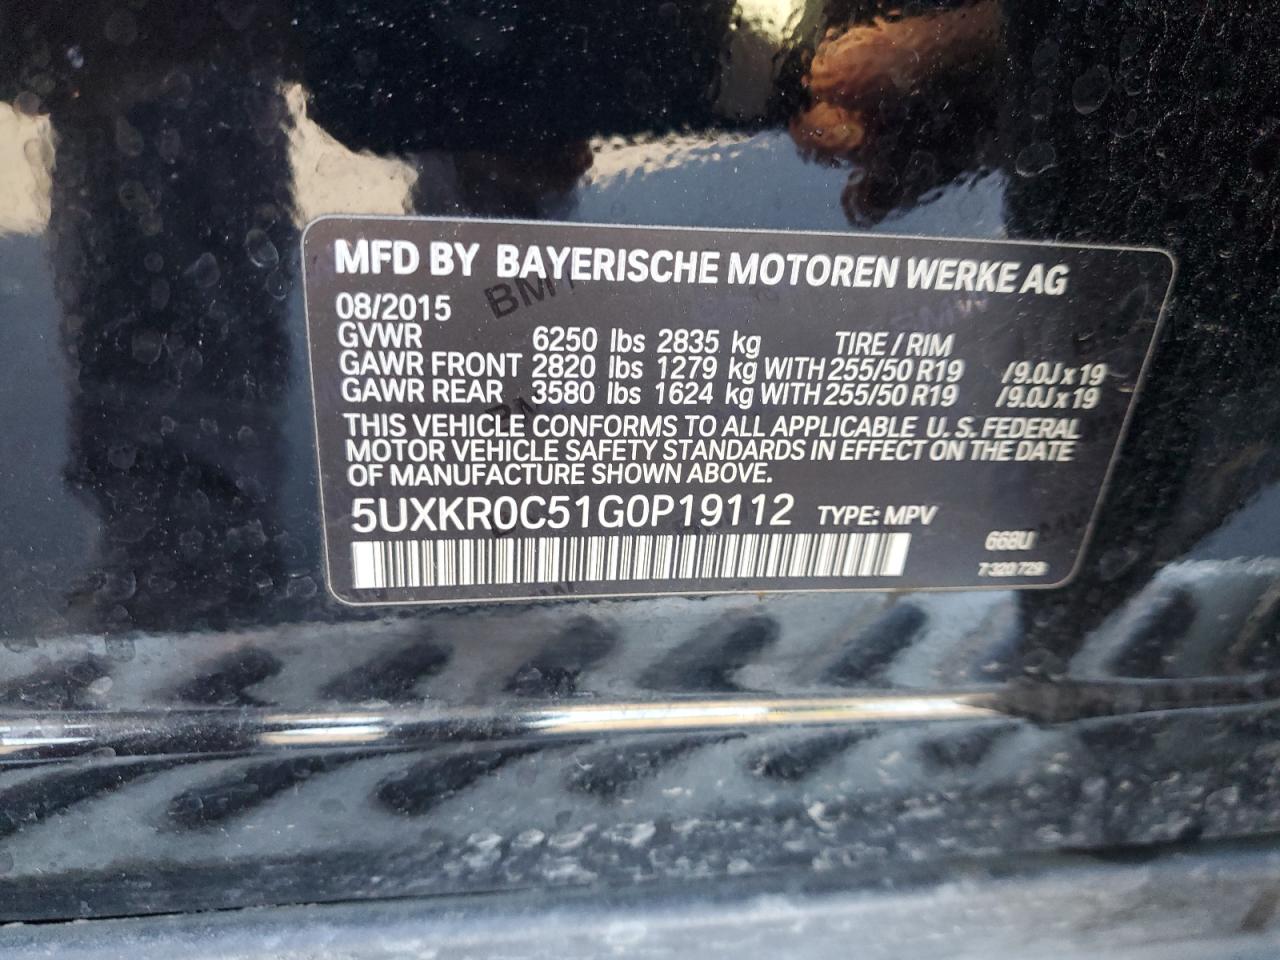 MFD BY BAYERISCHE MOTOREN WERKE AG
08/2015
GVWR 6250 lbs 2835 kg TIRE / RIM
GAWR FRONT 2820 lbs 1279 kg WITH 255/50 R19 /9.0J x 19
GAWR REAR 3580 lbs 1624 kg WITH 255/50 R19 /9.0J x 19
THIS VEHICLE CONFORMS TO ALL APPLICABLE U. S. FEDERAL
MOTOR VEHICLE SAFETY STANDARDS IN EFFECT ON THE DATE
OF MANUFACTURE SHOWN ABOVE.
5UXKR0C51G0P19112 TYPE: MPV
668U
7 320 729